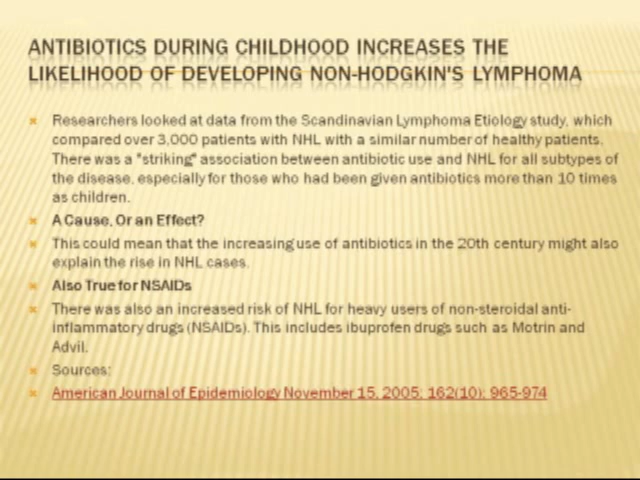 ANTIBIOTICS DURING CHILDHOOD INCREASES THE
LIKELIHOOD OF DEVELOPING NON-HODGKIN'S LYMPHOMA
Researchers looked at data from the Scandinavian Lymphoma Etiology study, which
compared over 3,000 patients with NHL with a similar number of healthy patients.
There was a "striking" association between antibiotic use and NHL for all subtypes of
the disease, especially for those who had been given antibiotics more than 10 times
as children.
A Cause, Or an Effect?
This could mean that the increasing use of antibiotics in the 20th century might also
explain the rise in NHL cases.
Also True for NSAIDs
There was also an increased risk of NHL for heavy users of non-steroidal anti-
inflammatory drugs (NSAIDs). This includes ibuprofen drugs such as Motrin and
Advil.
Sources:
American Journal of Epidemiology November 15, 2005; 162(10): 965-974